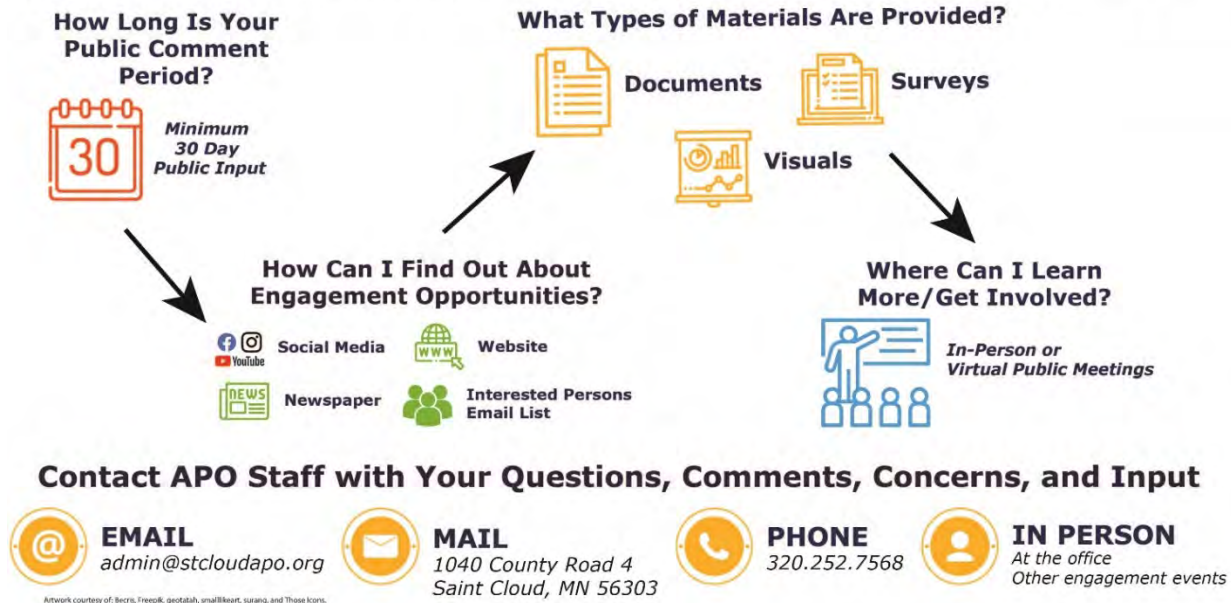 How Long Is Your
Public Comment
Period?
30
Minimum
30 Day
Public Input
How Can I Find Out About
Engagement Opportunities?
YouTube
Social Media
WWW
Website
NEWS
Newspaper
Interested Persons
Email List
What Types of Materials Are Provided?
Documents
Surveys
Visuals
Where Can I Learn
More/Get Involved?
In-Person or
Virtual Public Meetings
Contact APO Staff with Your Questions, Comments, Concerns, and Input
@
EMAIL
admin@stcloudapo.org
MAIL
1040 County Road 4
Saint Cloud, MN 56303
PHONE
320.252.7568
IN PERSON
At the office
Other engagement events
Artwork courtesy of: Becris, Freepik, geotatah, smalllikeart, surang, and Those Icons.